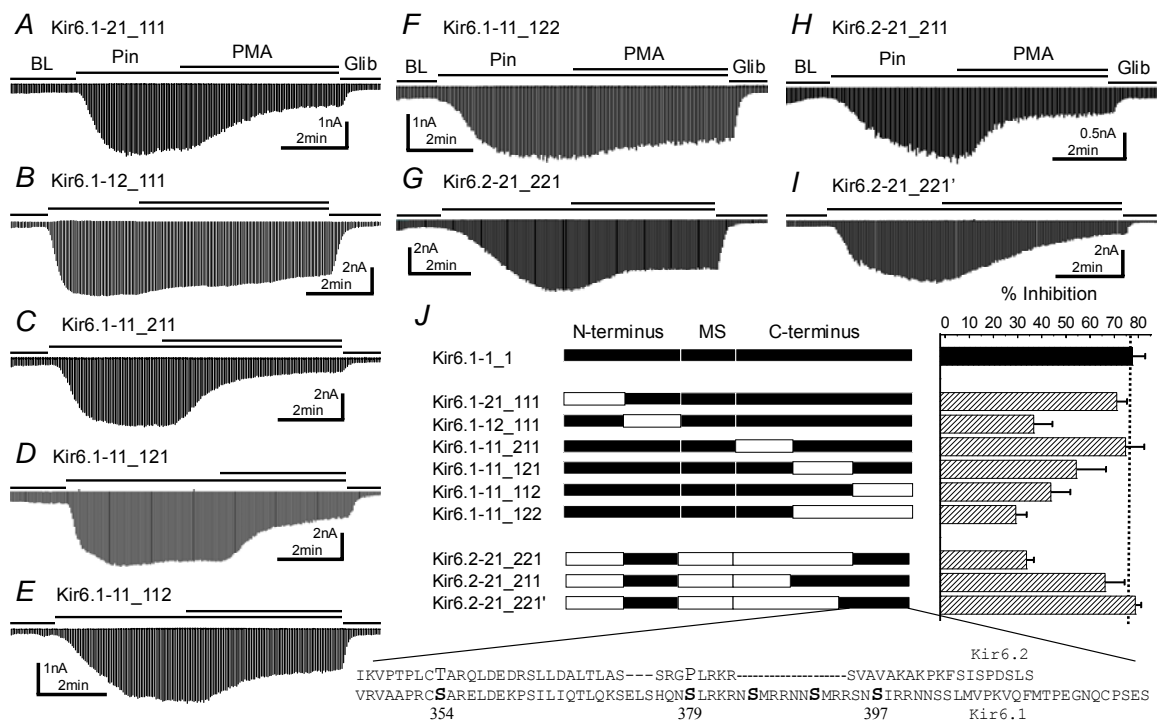 A Kir6.1-21_111
BL Pin PMA Glib
1nA
2min
B Kir6.1-12_111
2nA
2min
C Kir6.1-11_211
2nA
2min
D Kir6.1-11_121
2nA
2min
E Kir6.1-11_112
1nA
2min
F Kir6.1-11_122
BL Pin PMA Glib
1nA
2min
G Kir6.2-21_221
2nA
2min
H Kir6.2-21_211
BL Pin PMA Glib
0.5nA
2min
I Kir6.2-21_221’
2nA
2min
J
N-terminus MS C-terminus
% Inhibition
0 10 20 30 40 50 60 70 80
Kir6.1-1_1
Kir6.1-21_111
Kir6.1-12_111
Kir6.1-11_211
Kir6.1-11_121
Kir6.1-11_112
Kir6.1-11_122
Kir6.2-21_221
Kir6.2-21_211
Kir6.2-21_221’
Kir6.2
IKVPTPLCTARQLDEDRSLLDALTLAS---SRGPLRKR------------------SVAVAKAKPKFSISPDSLS
VRVAAPRCSARELDEKPSILIQTLQKSELSHQNSLRKRNSMRRNNSMRRSNSIRRNNSSLMVPKVQFMTPEGNQCPSES
354 379 397 Kir6.1